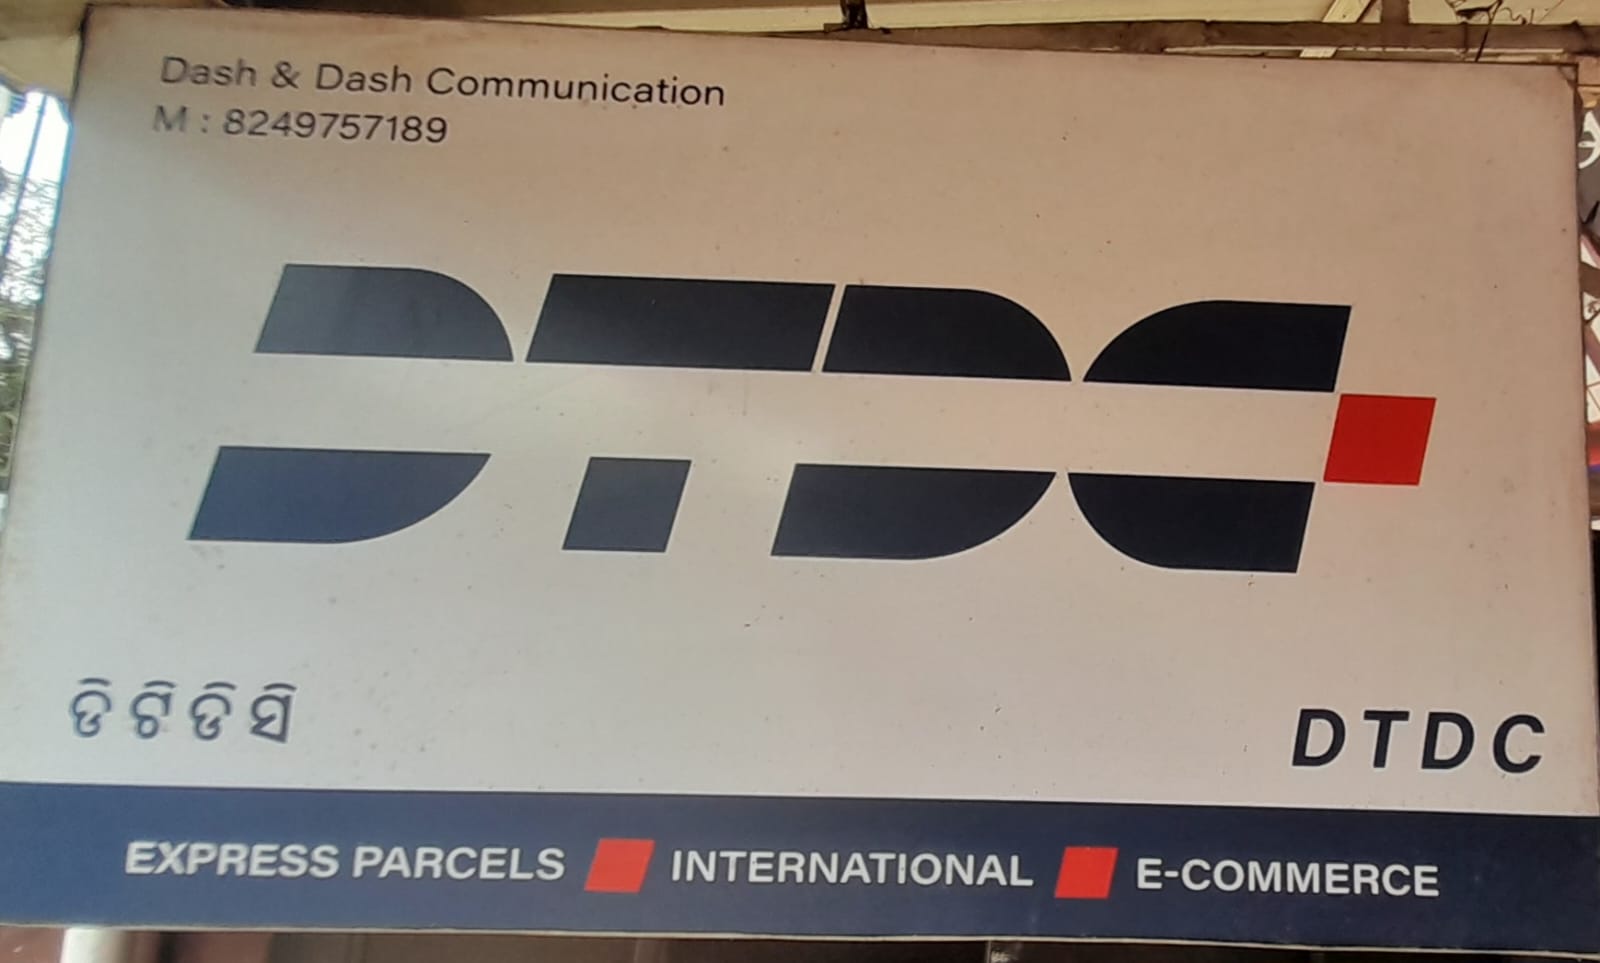 Dash & Dash Communication
M : 8249757189
DTDC
ଡି ଟି ଡି ସି
DTDC
EXPRESS PARCELS INTERNATIONAL E-COMMERCE